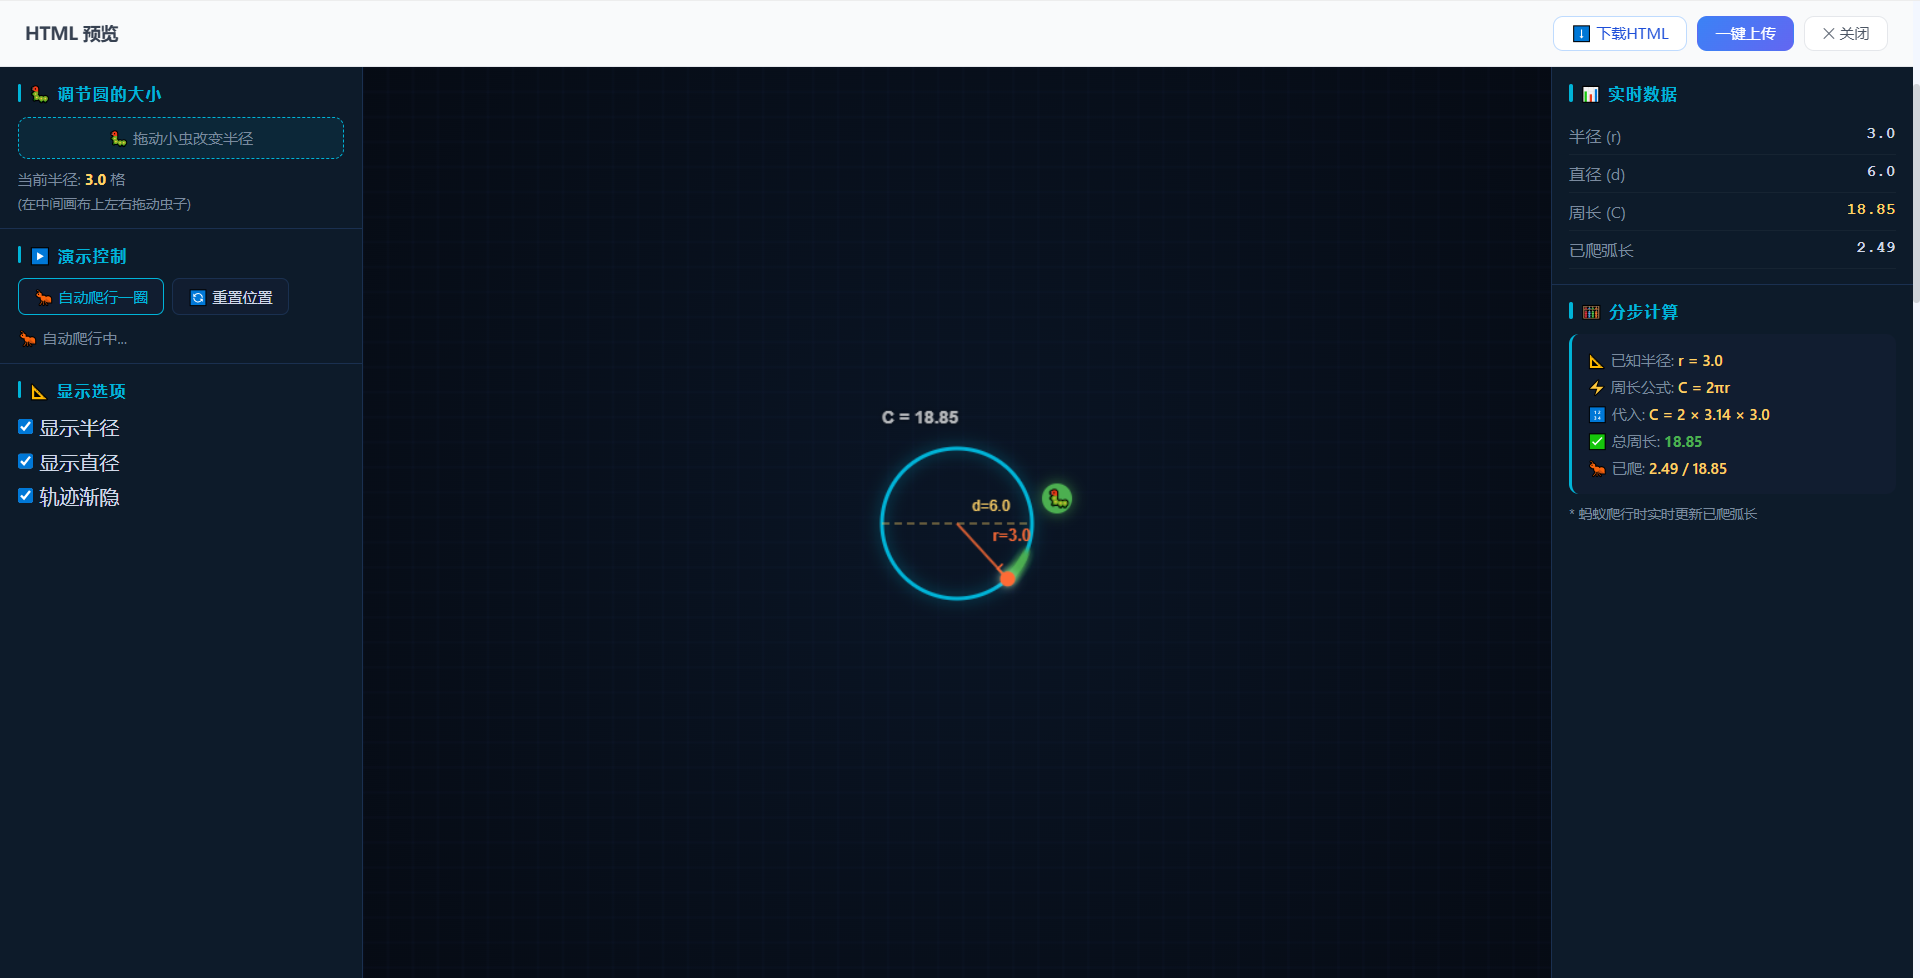 HTML 预览
下载HTML
一键上传
× 关闭
调节圆的大小
拖动小虫改变半径
当前半径: 3.0 格
(在中间画布上左右拖动虫子)
演示控制
自动爬行一圈
重置位置
自动爬行中...
显示选项
显示半径
显示直径
轨迹渐隐
C = 18.85
d=6.0
r=3.0
实时数据
半径 (r) 3.0
直径 (d) 6.0
周长 (C) 18.85
已爬弧长 2.49
分步计算
已知半径: r = 3.0
周长公式: C = 2πr
代入: C = 2 × 3.14 × 3.0
总周长: 18.85
已爬: 2.49 / 18.85
* 蚂蚁爬行时实时更新已爬弧长